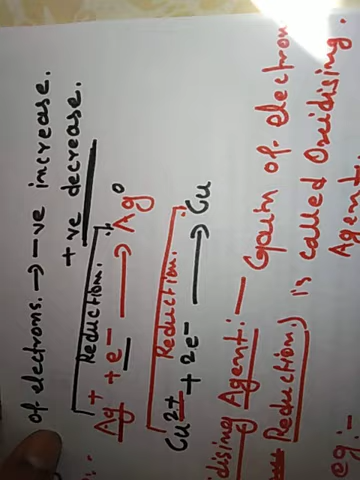 of electrons. → -ve increase.
+ve decrease.
Reduction.
Ag⁺ + e⁻ → Ag⁰
Reduction.
Cu²⁺ + 2e⁻ → Cu
dising Agent :- Gain of electron
Reduction) is called Oxidising
Agent.
eg:-